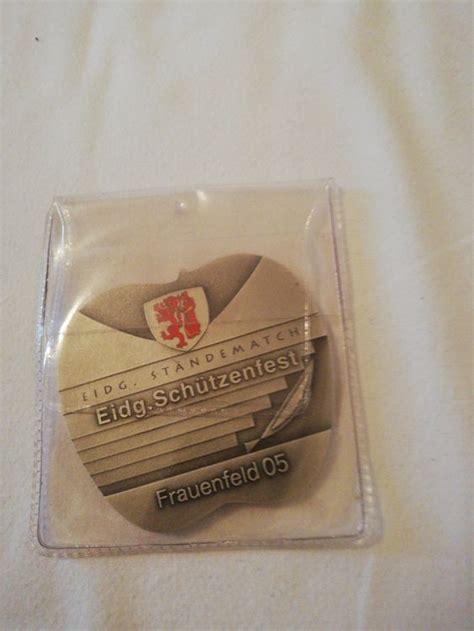 EIDG. STÄNDEMATCH
Eidg. Schützenfest
Frauenfeld 05